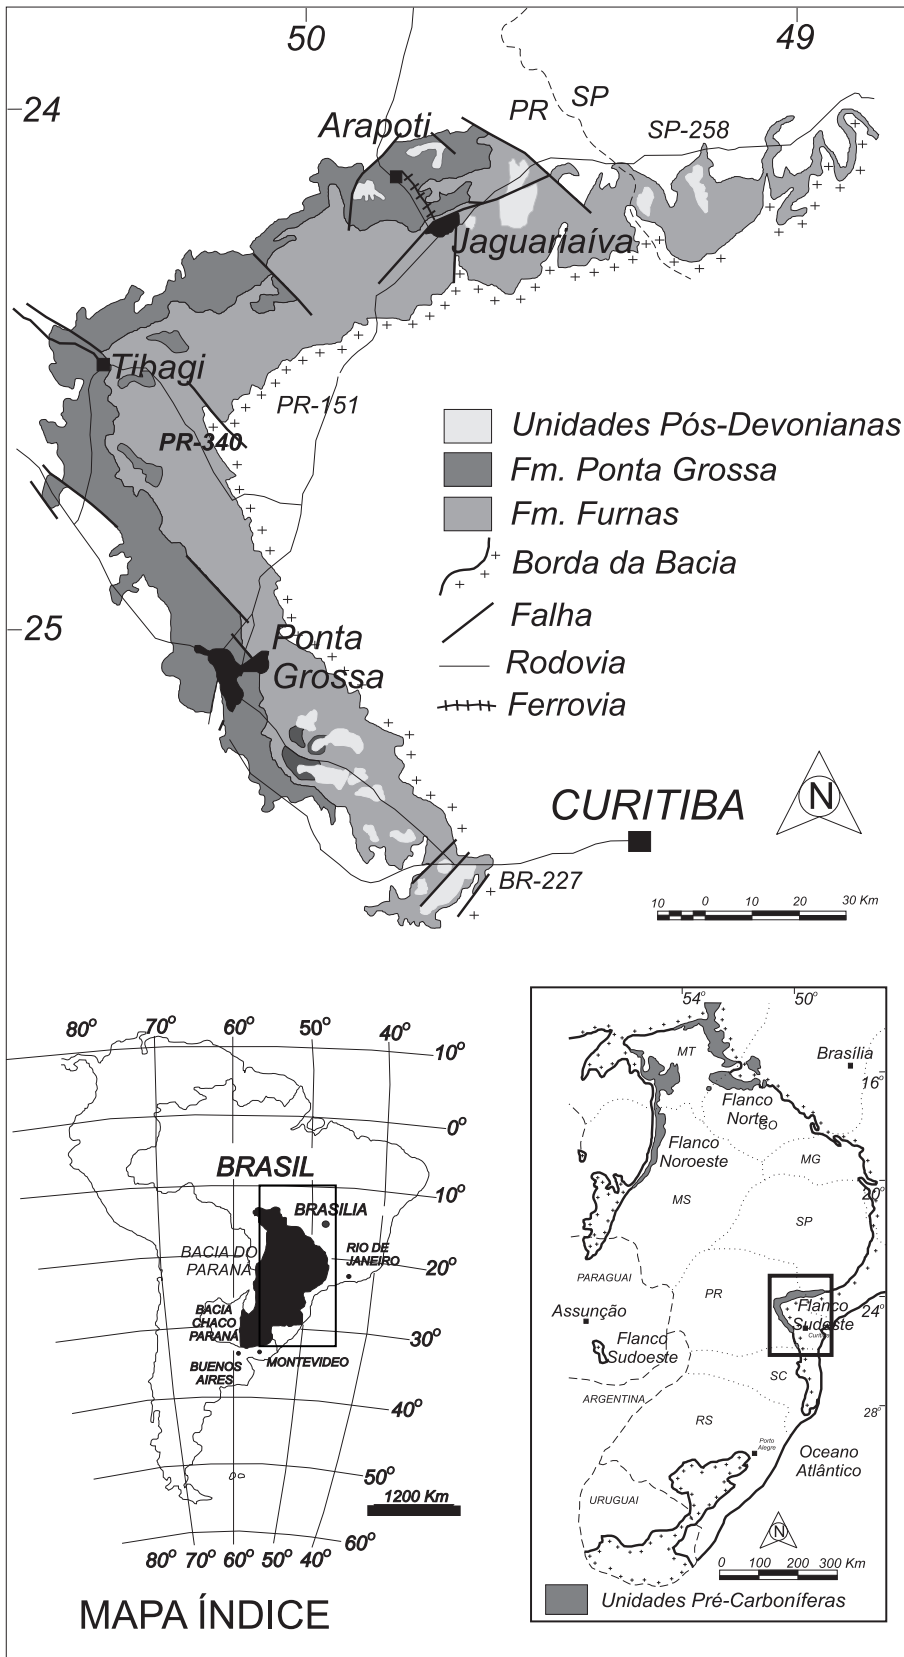 50
49
24
Arapoti
PR
SP
SP-258
Jaguariaíva
Tibagi
PR-151
PR-340
Unidades Pós-Devonianas
Fm. Ponta Grossa
Fm. Furnas
Borda da Bacia
Falha
Rodovia
Ferrovia
25
Ponta
Grossa
CURITIBA
N
BR-227
10 0 10 20 30 Km
80° 70° 60° 50° 40°
10°
0°
BRASIL
10°
BRASILIA
BACIA DO
PARANÁ
RIO DE
JANEIRO
20°
BACIA
CHACO
PARANÁ
30°
BUENOS
AIRES
MONTEVIDEO
40°
50°
1200 Km
60°
80° 70° 60° 50° 40°
MAPA ÍNDICE
54° 50°
MT
Brasília
16°
Flanco
Norte
GO
Flanco
Noroeste
MG
MS
20°
SP
PARAGUAI
PR
24°
Assunção
Flanco
Sudeste
Curitiba
Flanco
Sudoeste
SC
ARGENTINA
RS
28°
Porto
Alegre
Oceano
Atlântico
URUGUAI
N
0 100 200 300 Km
Unidades Pré-Carboníferas